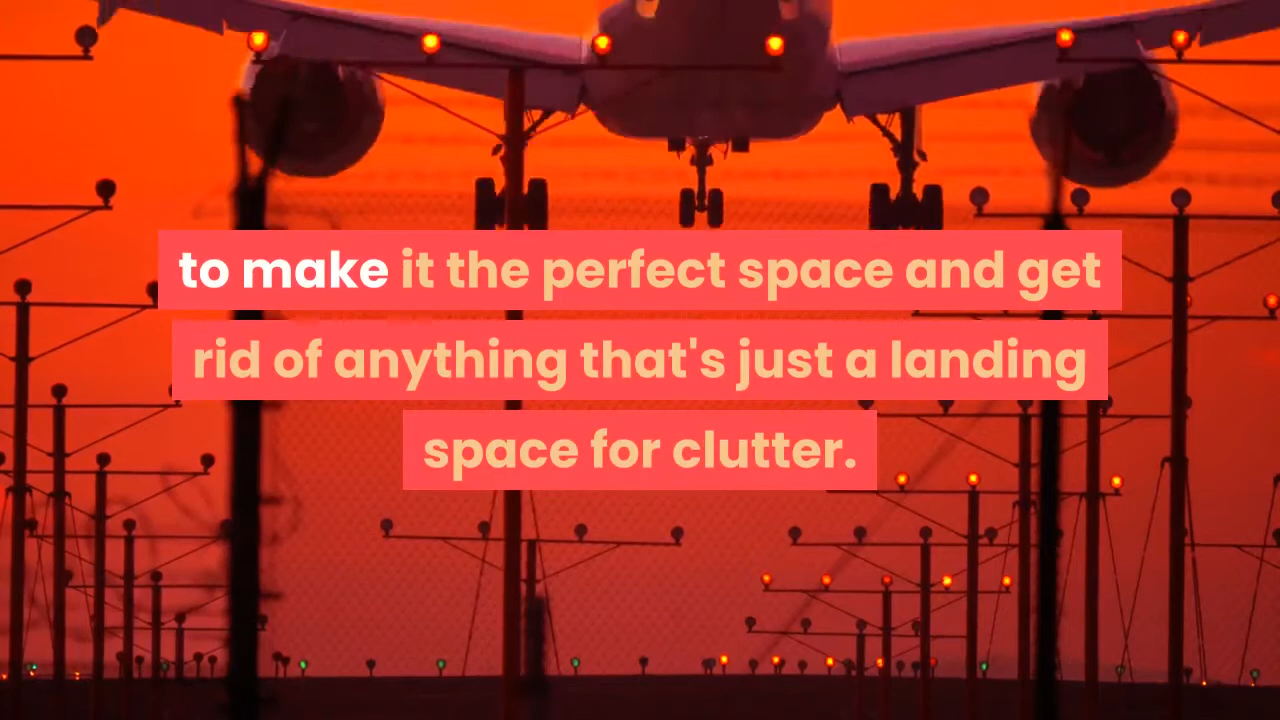 to make it the perfect space and get
rid of anything that's just a landing
space for clutter.